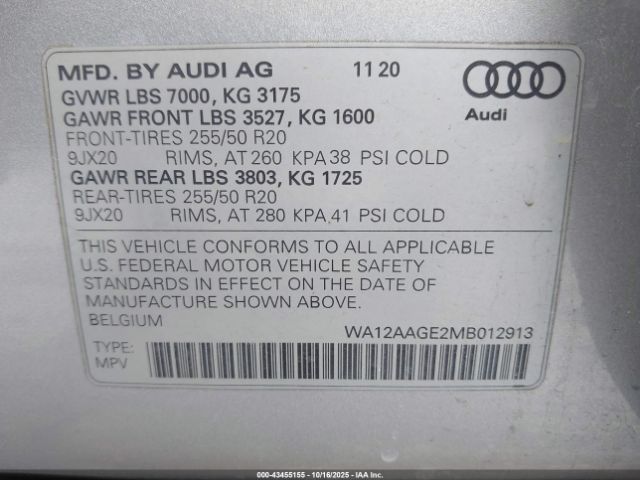 MFD. BY AUDI AG 11 20
GVWR LBS 7000, KG 3175
GAWR FRONT LBS 3527, KG 1600
FRONT-TIRES 255/50 R20
9JX20 RIMS, AT 260 KPA 38 PSI COLD
GAWR REAR LBS 3803, KG 1725
REAR-TIRES 255/50 R20
9JX20 RIMS, AT 280 KPA 41 PSI COLD
Audi
THIS VEHICLE CONFORMS TO ALL APPLICABLE
U.S. FEDERAL MOTOR VEHICLE SAFETY
STANDARDS IN EFFECT ON THE DATE OF
MANUFACTURE SHOWN ABOVE.
BELGIUM WA12AAGE2MB012913
TYPE:
MPV
000-43455155 - 10/16/2025 - IAA Inc.